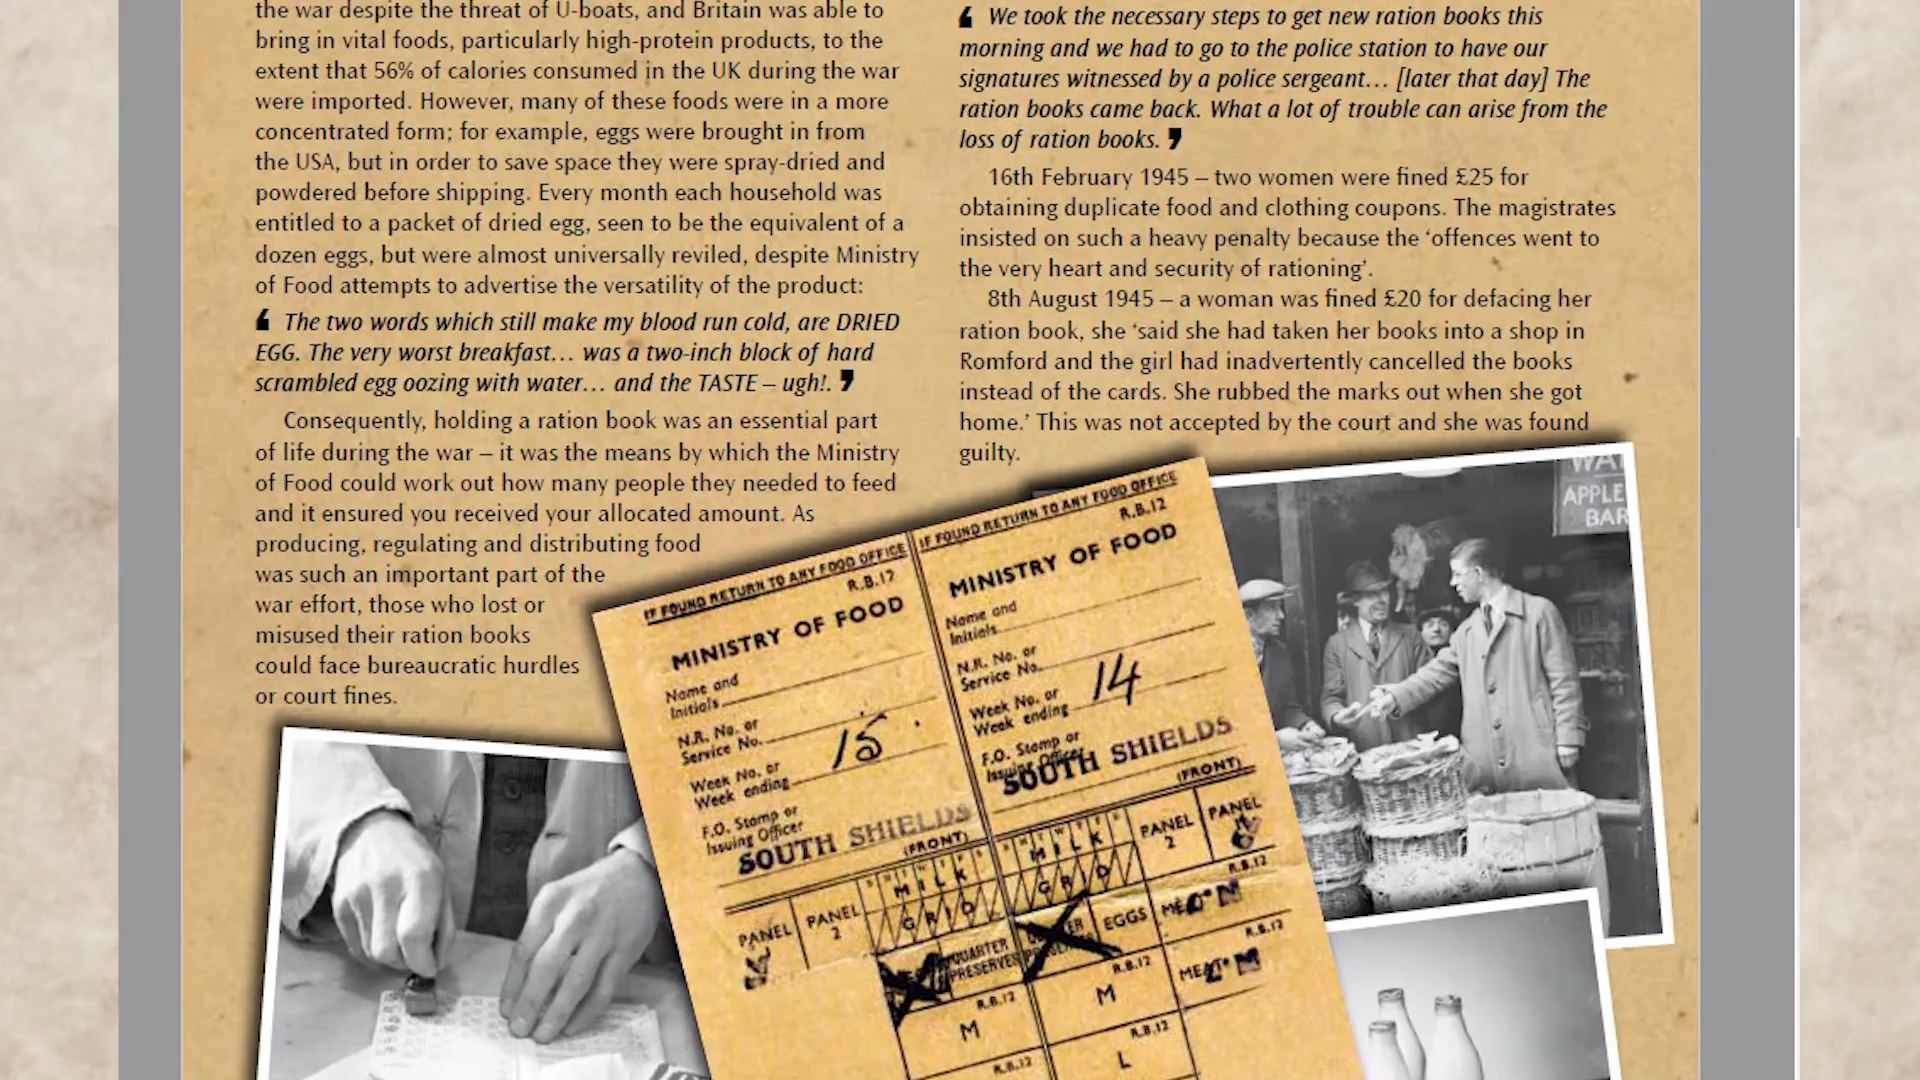 the war despite the threat of U-boats, and Britain was able to
bring in vital foods, particularly high-protein products, to the
extent that 56% of calories consumed in the UK during the war
were imported. However, many of these foods were in a more
concentrated form; for example, eggs were brought in from
the USA, but in order to save space they were spray-dried and
powdered before shipping. Every month each household was
entitled to a packet of dried egg, seen to be the equivalent of a
dozen eggs, but were almost universally reviled, despite Ministry
of Food attempts to advertise the versatility of the product:
‘ The two words which still make my blood run cold, are DRIED
EGG. The very worst breakfast… was a two-inch block of hard
scrambled egg oozing with water… and the TASTE – ugh!. ’
Consequently, holding a ration book was an essential part
of life during the war – it was the means by which the Ministry
of Food could work out how many people they needed to feed
and it ensured you received your allocated amount. As
producing, regulating and distributing food
was such an important part of the
war effort, those who lost or
misused their ration books
could face bureaucratic hurdles
or court fines.
‘ We took the necessary steps to get new ration books this
morning and we had to go to the police station to have our
signatures witnessed by a police sergeant… [later that day] The
ration books came back. What a lot of trouble can arise from the
loss of ration books. ’
16th February 1945 – two women were fined £25 for
obtaining duplicate food and clothing coupons. The magistrates
insisted on such a heavy penalty because the ‘offences went to
the very heart and security of rationing’.
8th August 1945 – a woman was fined £20 for defacing her
ration book, she ‘said she had taken her books into a shop in
Romford and the girl had inadvertently cancelled the books
instead of the cards. She rubbed the marks out when she got
home.’ This was not accepted by the court and she was found
guilty.
IF FOUND RETURN TO ANY FOOD OFFICE
R.B.12
MINISTRY OF FOOD
Name and
Initials
N.R. No. or
Service No.
15
Week No. or
Week ending
F.O. Stamp or
Issuing Officer
SOUTH SHIELDS
(FRONT)
PANEL
PANEL
2
MILK
GRID
QUARTER
PRESERVES
R.B.12
M
R.B.12
IF FOUND RETURN TO ANY FOOD OFFICE
R.B.12
MINISTRY OF FOOD
Name and
Initials
N.R. No. or
Service No.
14
Week No. or
Week ending
F.O. Stamp or
Issuing Officer
SOUTH SHIELDS
(FRONT)
MILK
GRID
PANEL
2
PANEL
EGGS
R.B.12
R.B.12
M
R.B.12
MEAT
R.B.12
L
APPLE
BAR